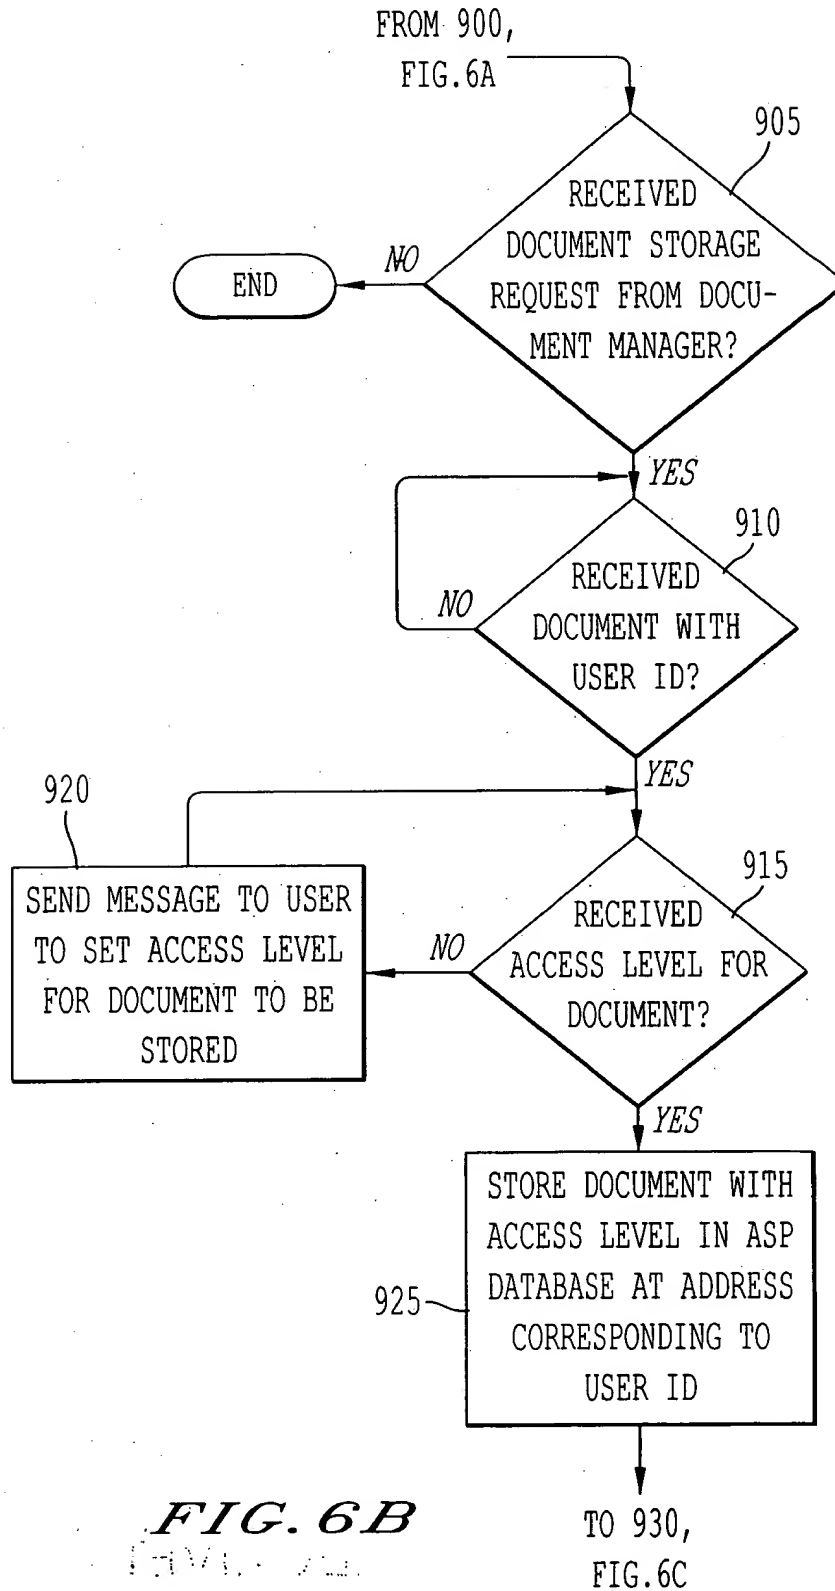 FROM 900,
FIG.6A
905
RECEIVED
DOCUMENT STORAGE
REQUEST FROM DOCU-
MENT MANAGER?
NO
END
YES
910
RECEIVED
DOCUMENT WITH
USER ID?
NO
YES
920
SEND MESSAGE TO USER
TO SET ACCESS LEVEL
FOR DOCUMENT TO BE
STORED
915
RECEIVED
ACCESS LEVEL FOR
DOCUMENT?
NO
YES
STORE DOCUMENT WITH
ACCESS LEVEL IN ASP
DATABASE AT ADDRESS
CORRESPONDING TO
USER ID
925
TO 930,
FIG.6C
FIG. 6B